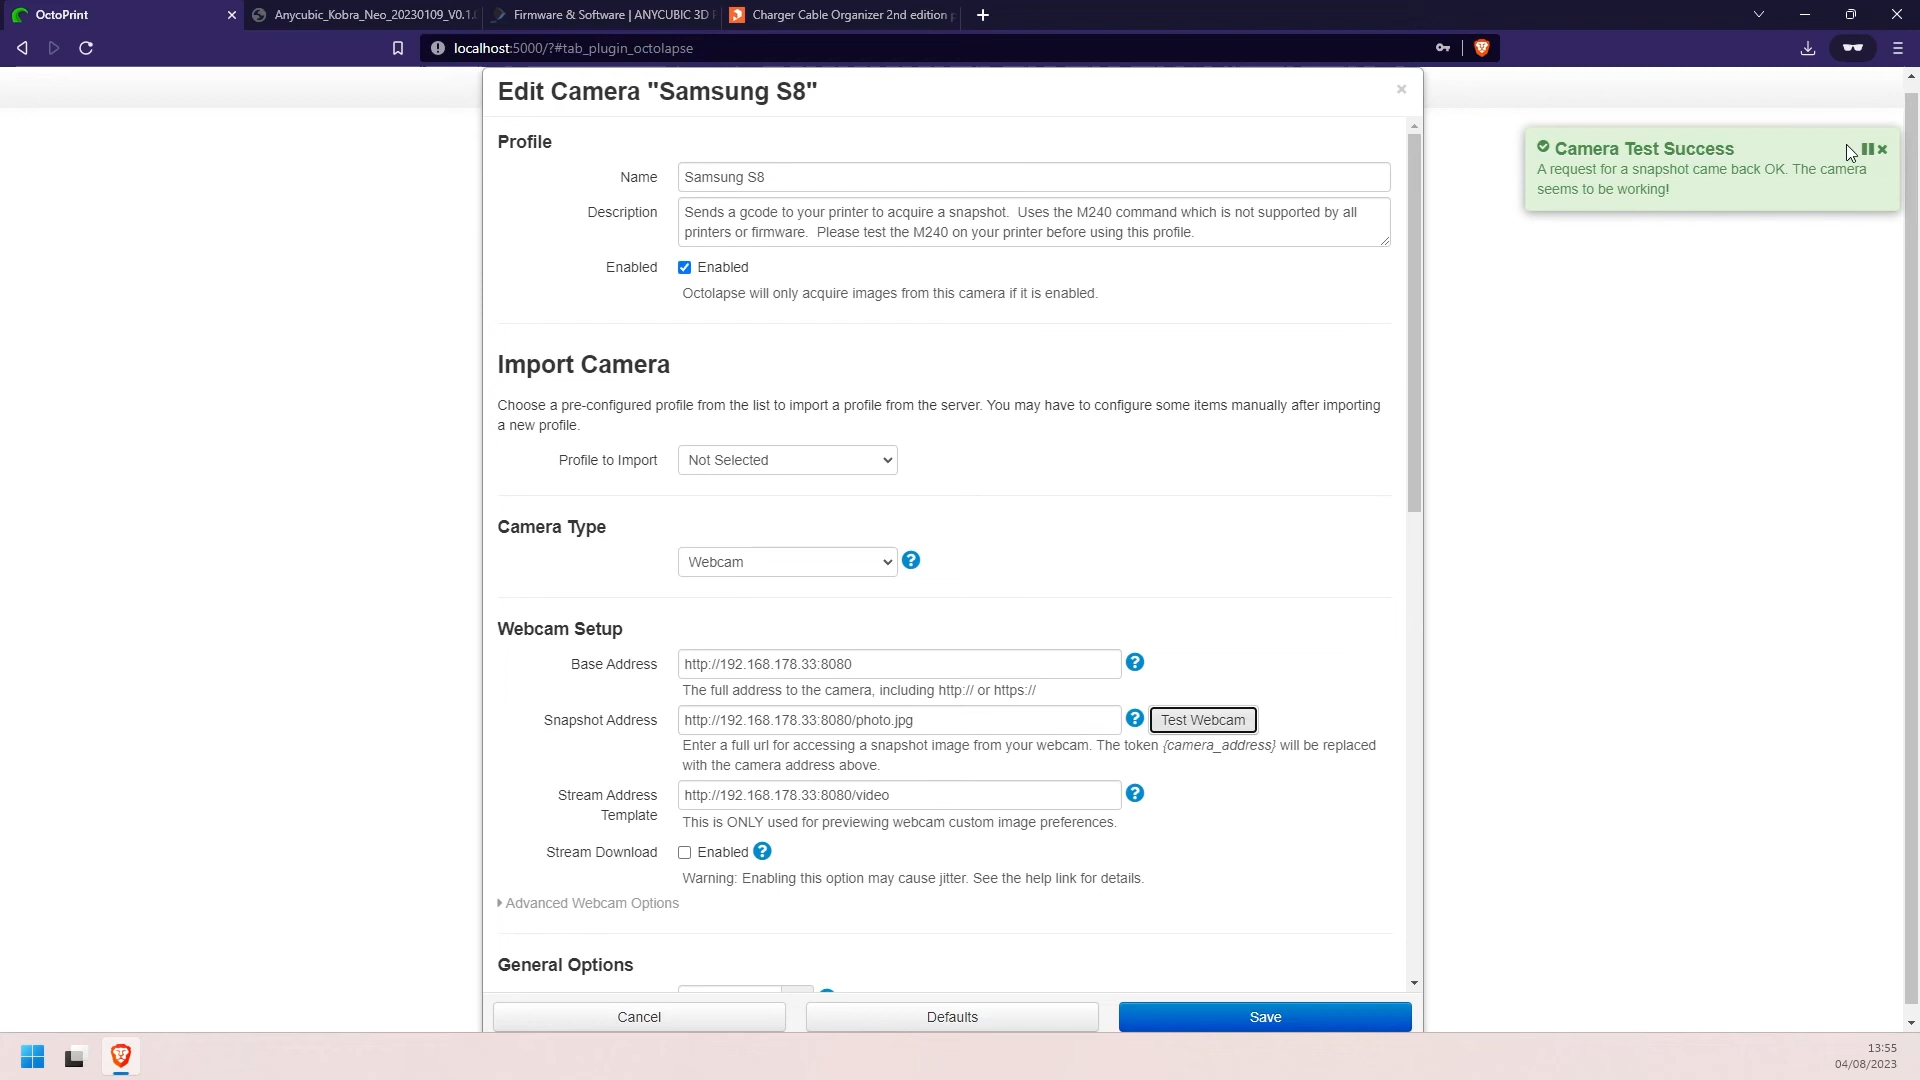 OctoPrint
Anycubic_Kobra_Neo_20230109_V0.1.
Firmware & Software | ANYCUBIC 3D
Charger Cable Organizer 2nd edition
localhost:5000/?#tab_plugin_octolapse
Edit Camera "Samsung S8"
Camera Test Success
A request for a snapshot came back OK. The camera
seems to be working!
Profile
Name
Samsung S8
Description
Sends a gcode to your printer to acquire a snapshot. Uses the M240 command which is not supported by all
printers or firmware. Please test the M240 on your printer before using this profile.
Enabled
Enabled
Octolapse will only acquire images from this camera if it is enabled.
Import Camera
Choose a pre-configured profile from the list to import a profile from the server. You may have to configure some items manually after importing
a new profile.
Profile to Import
Not Selected
Camera Type
Webcam
Webcam Setup
Base Address
http://192.168.178.33:8080
The full address to the camera, including http:// or https://
Snapshot Address
http://192.168.178.33:8080/photo.jpg
Test Webcam
Enter a full url for accessing a snapshot image from your webcam. The token {camera_address} will be replaced
with the camera address above.
Stream Address
Template
http://192.168.178.33:8080/video
This is ONLY used for previewing webcam custom image preferences.
Stream Download
Enabled
Warning: Enabling this option may cause jitter. See the help link for details.
Advanced Webcam Options
General Options
Cancel
Defaults
Save
13:55
04/08/2023